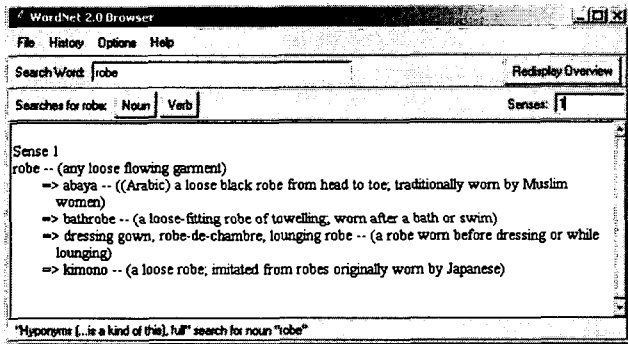 WordNet 2.0 Browser
File History Options Help
Search Word: robe Redisplay Overview
Searches for robe: Noun Verb Senses: 1
Sense 1
robe -- (any loose flowing garment)
=> abaya -- ((Arabic) a loose black robe from head to toe; traditionally worn by Muslim
women)
=> bathrobe -- (a loose-fitting robe of towelling; worn after a bath or swim)
=> dressing gown, robe-de-chambre, lounging robe -- (a robe worn before dressing or while
lounging)
=> kimono -- (a loose robe; imitated from robes originally worn by Japanese)
"Hyponyms (...is a kind of this), full" search for noun "robe"